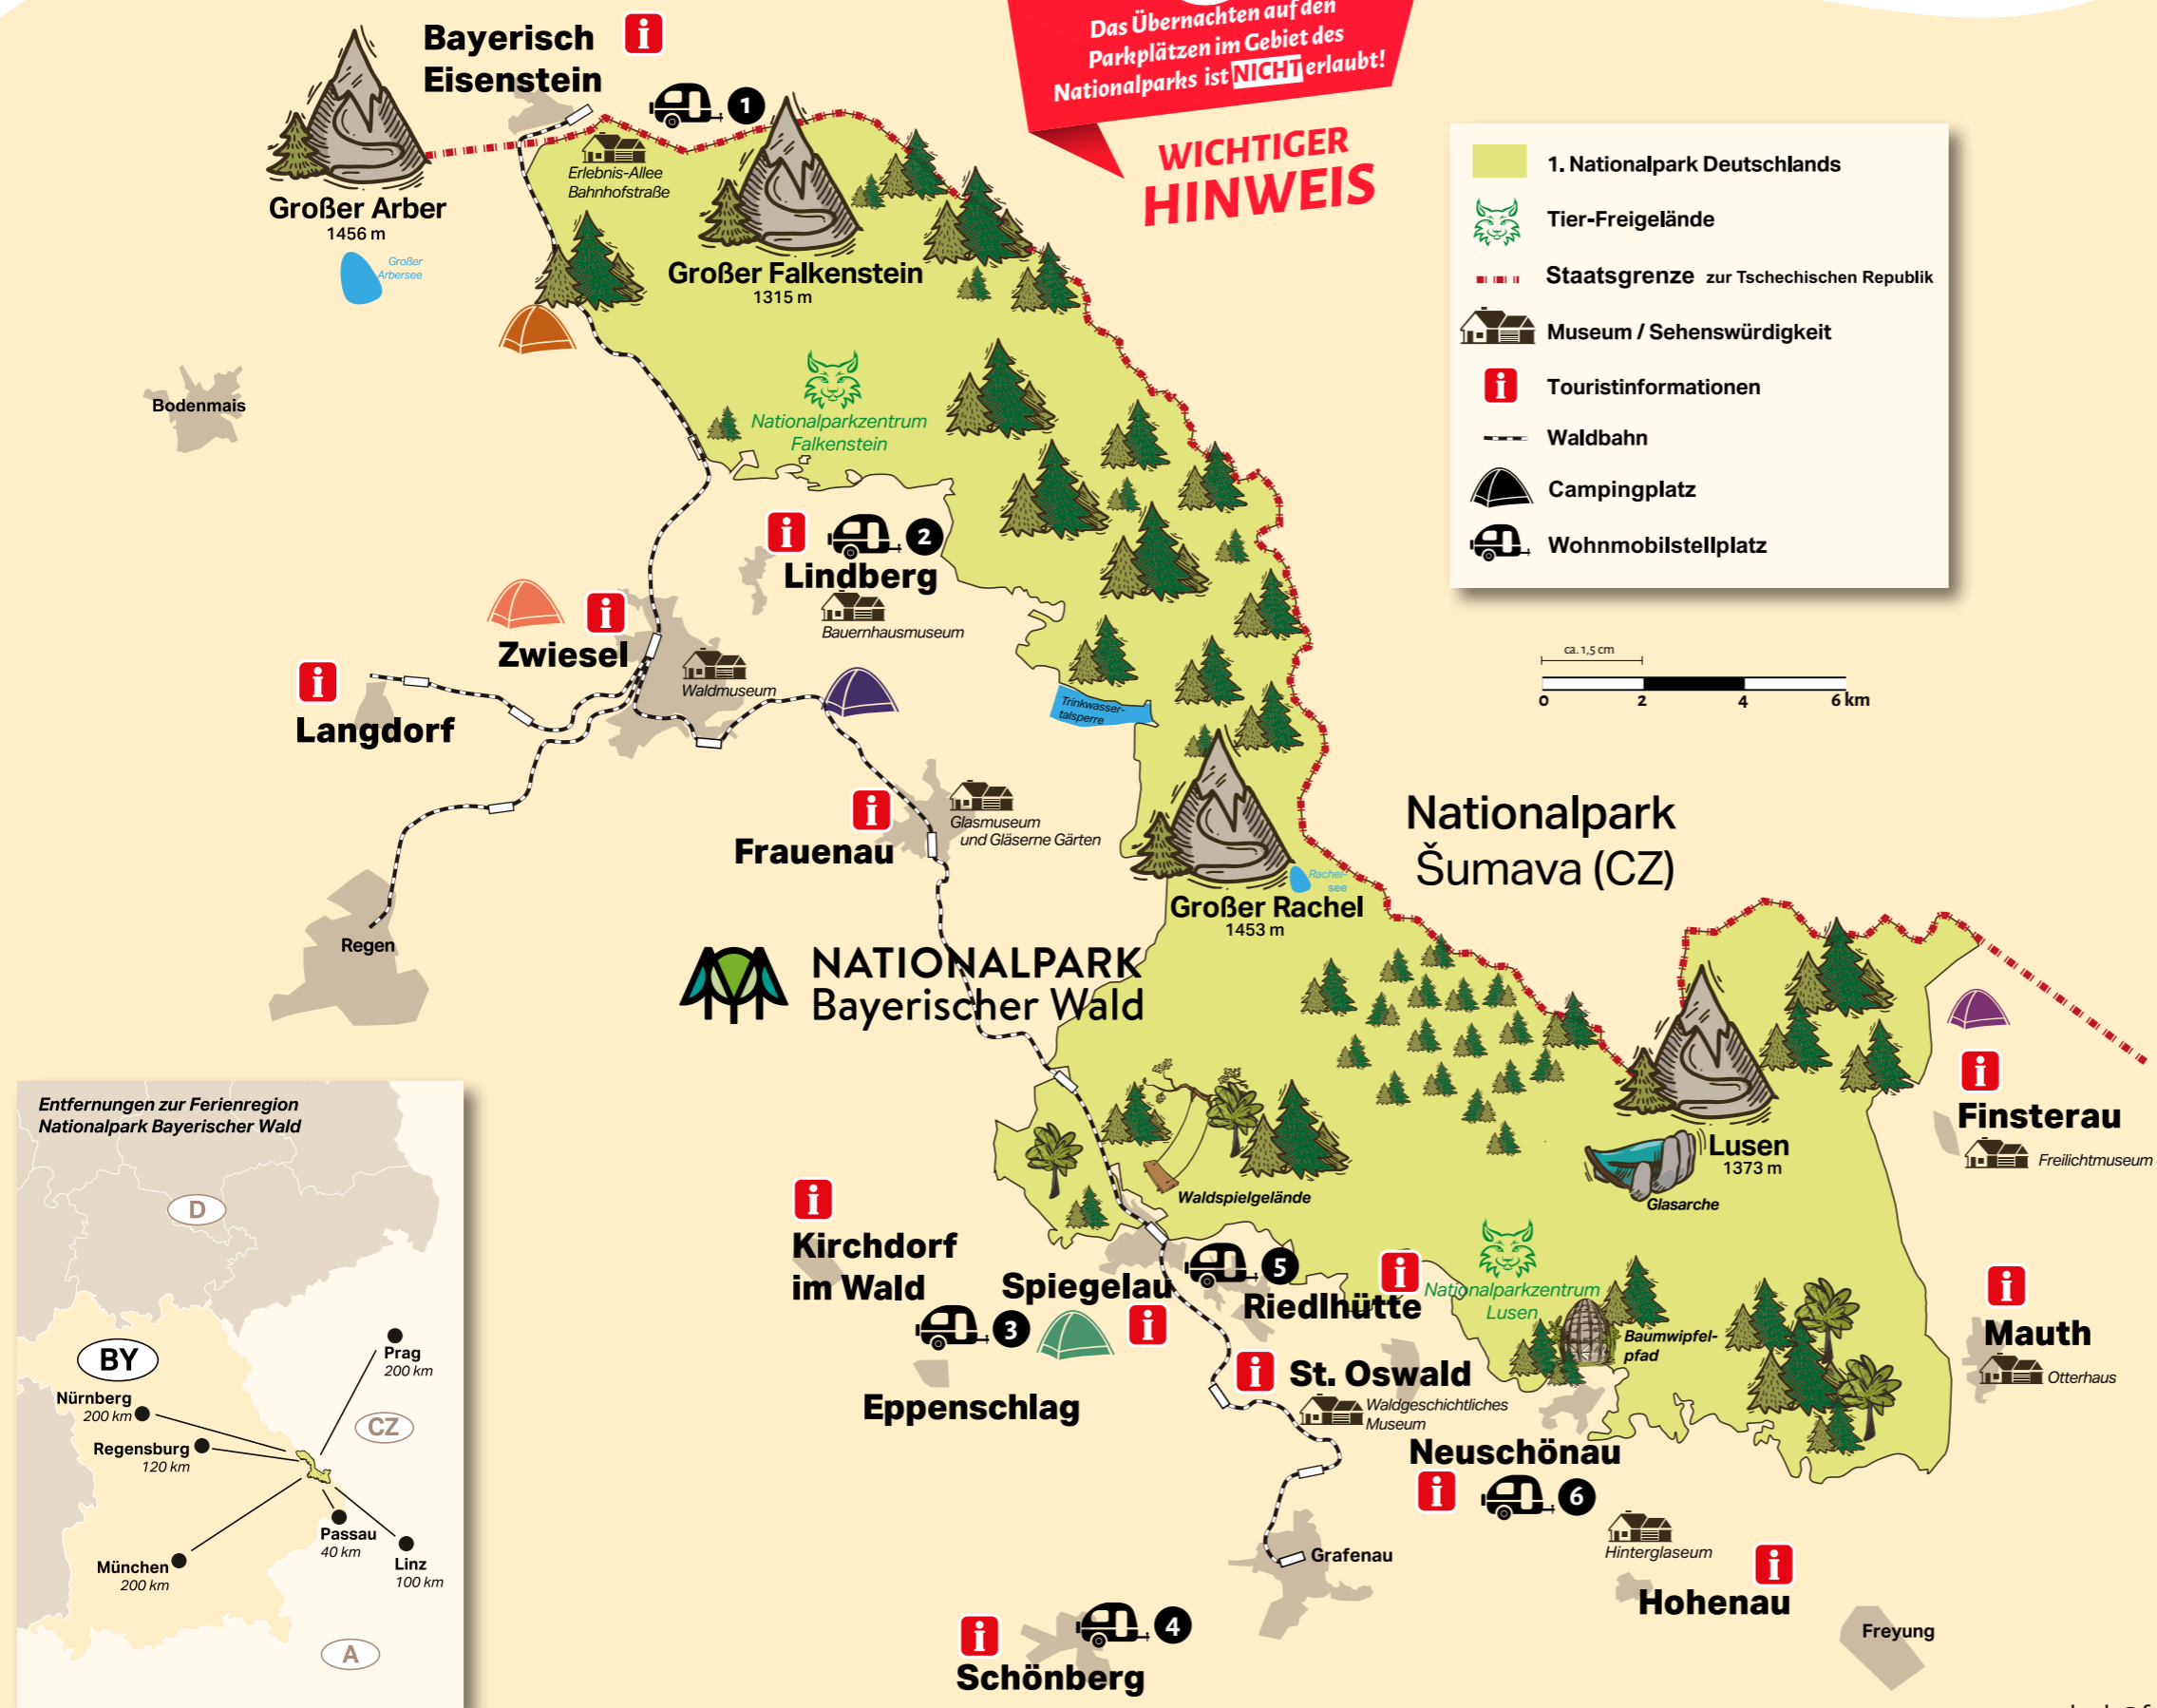 Das Übernachten auf den
Parkplätzen im Gebiet des
Nationalparks ist NICHT erlaubt!
WICHTIGER
HINWEIS
Bayerisch
Eisenstein
i
1
Erlebnis-Allee
Bahnhofstraße
Großer Arber
1456 m
Großer
Arbersee
Großer Falkenstein
1315 m
1. Nationalpark Deutschlands
Tier-Freigelände
Staatsgrenze zur Tschechischen Republik
Museum / Sehenswürdigkeit
i
Touristinformationen
Waldbahn
Campingplatz
Wohnmobilstellplatz
ca. 1,5 cm
0 2 4 6 km
Bodenmais
Nationalparkzentrum
Falkenstein
i
2
Lindberg
Bauernhausmuseum
i
Zwiesel
Waldmuseum
i
Langdorf
Trinkwasser-
talsperre
i
Frauenau
Glasmuseum
und Gläserne Gärten
Regen
Nationalpark
Šumava (CZ)
Rachel-
see
Großer Rachel
1453 m
NATIONALPARK
Bayerischer Wald
i
Finsterau
Freilichtmuseum
Lusen
1373 m
Glasarche
Waldspielgelände
i
Kirchdorf
im Wald
Spiegelau
5
Riedlhütte
i
Nationalparkzentrum
Lusen
Baumwipfel-
pfad
i
Mauth
Otterhaus
3
i
Eppenschlag
i
St. Oswald
Waldgeschichtliches
Museum
Neuschönau
i
6
Hinterglaseum
i
Hohenau
Grafenau
Freyung
i
4
Schönberg
Entfernungen zur Ferienregion
Nationalpark Bayerischer Wald
D
BY
Prag
200 km
Nürnberg
200 km
CZ
Regensburg
120 km
Passau
40 km
Linz
100 km
München
200 km
A